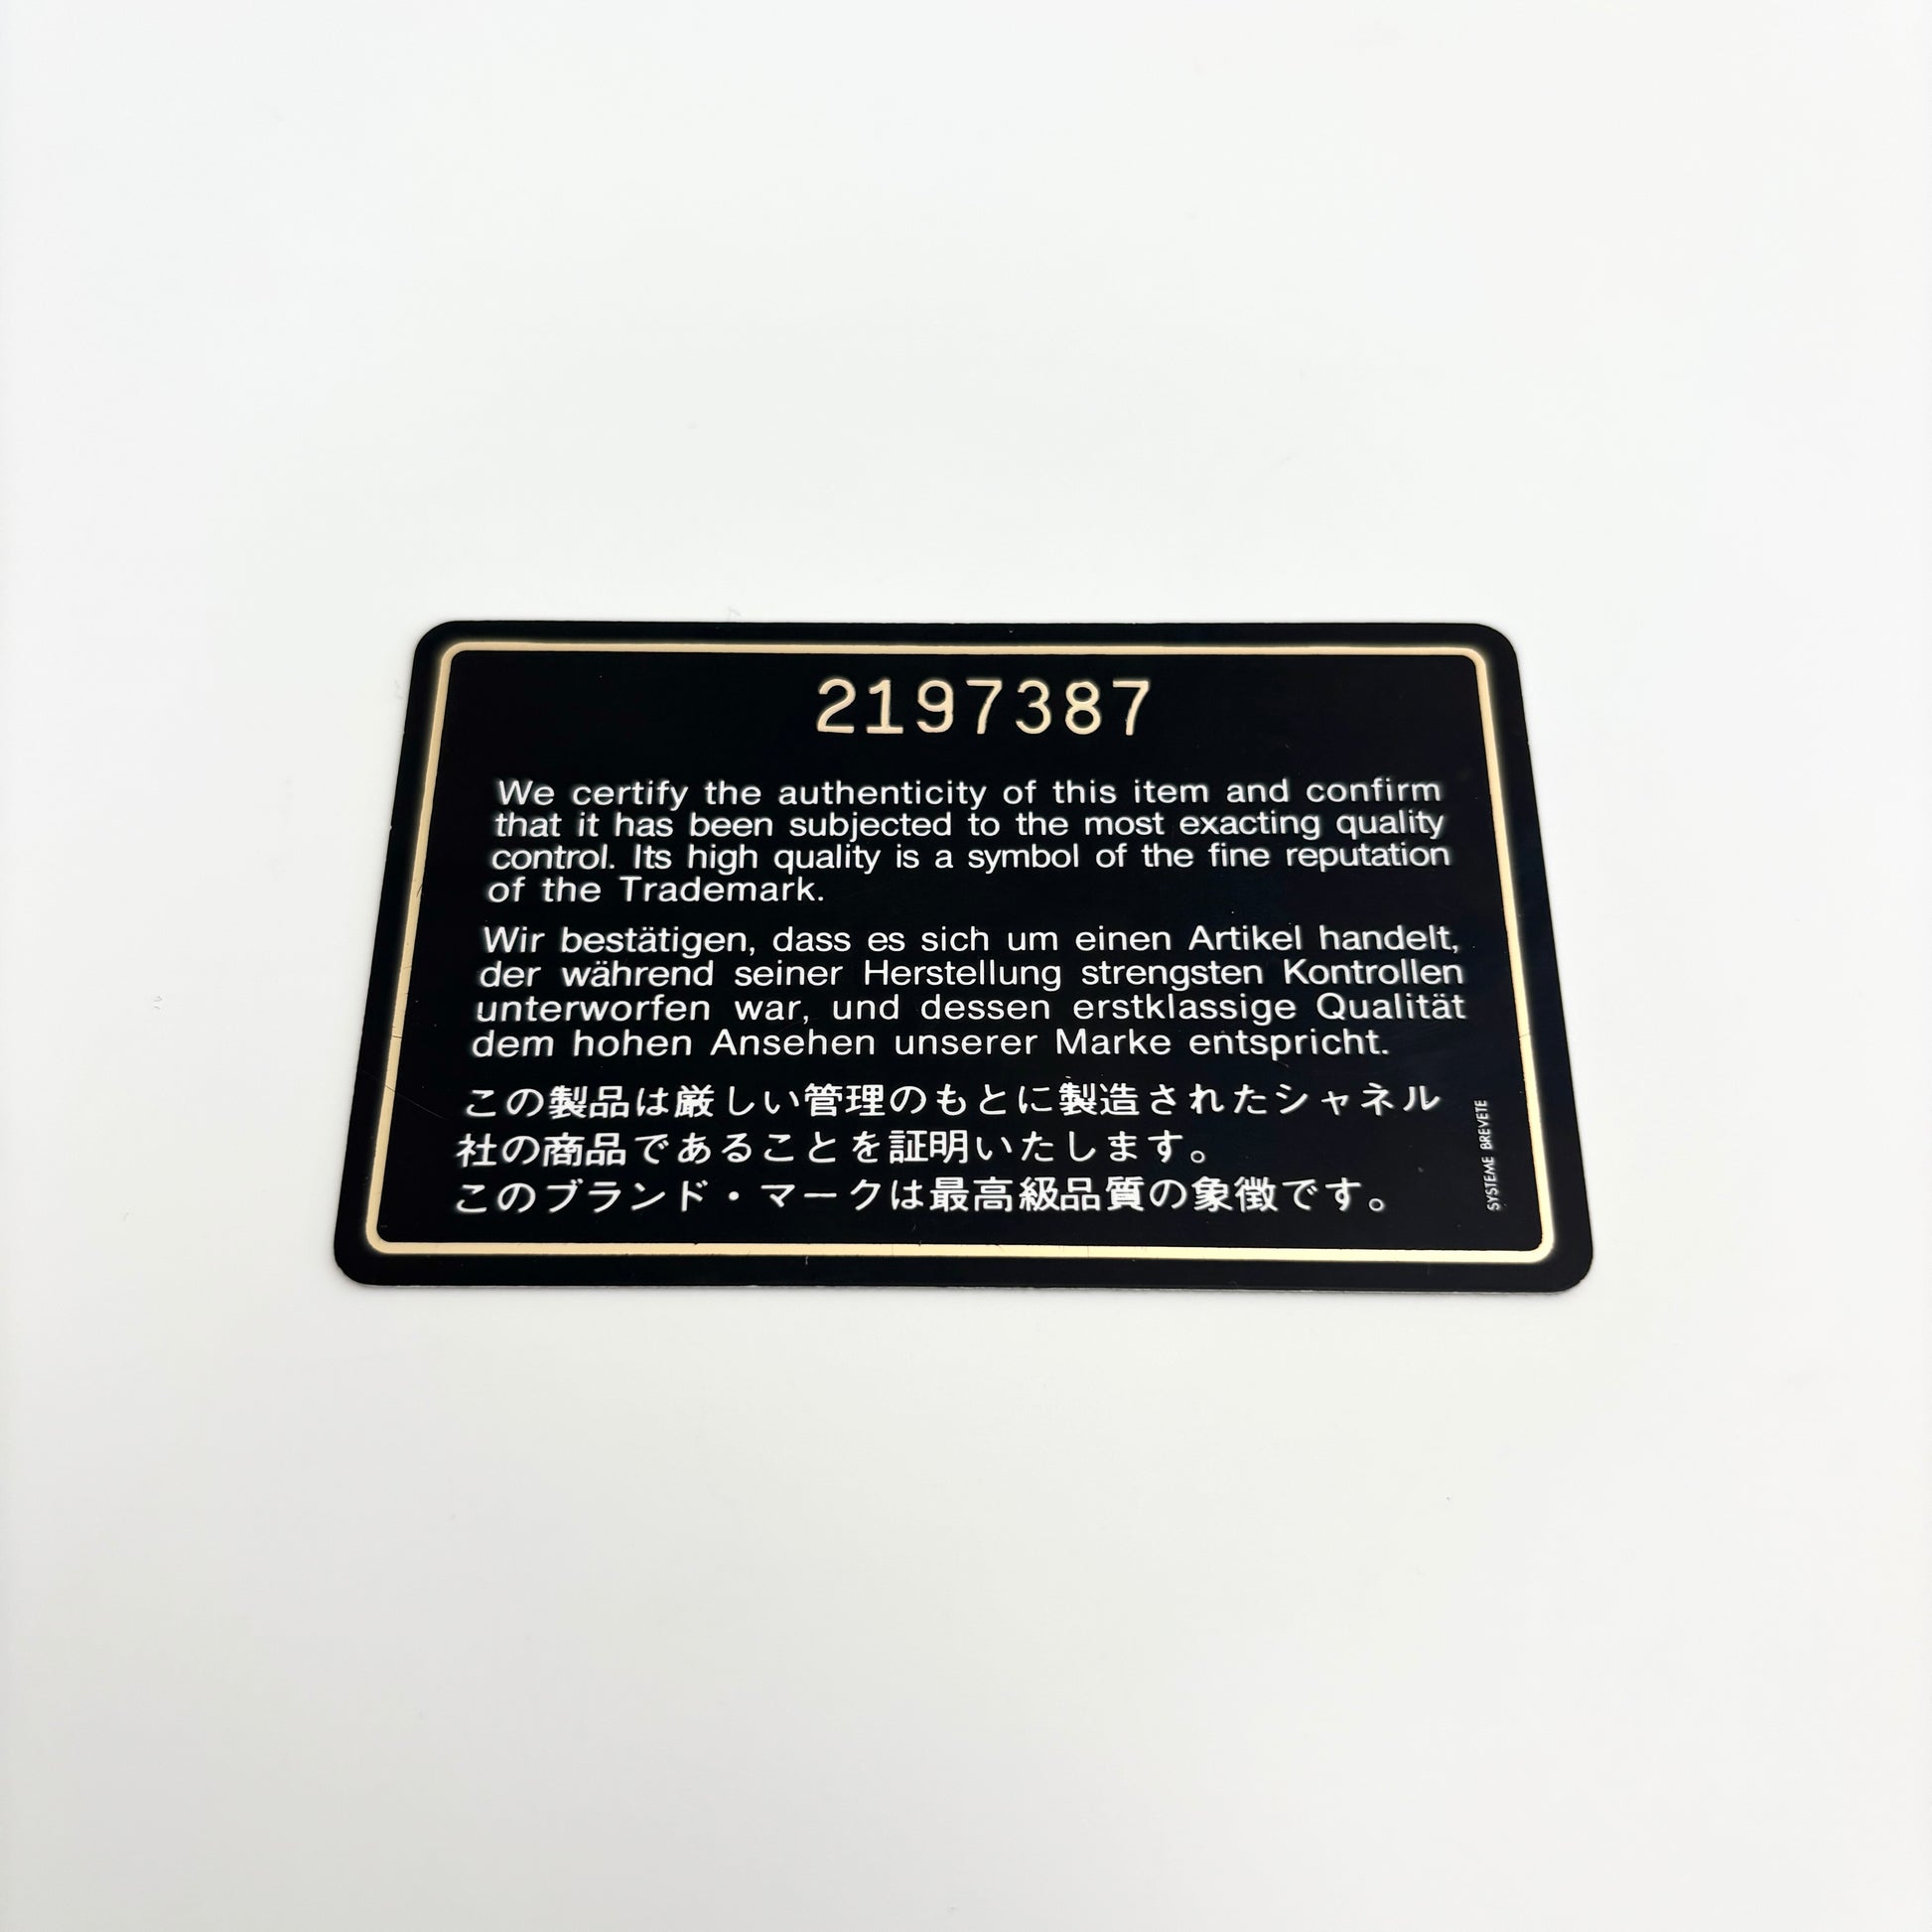 2197387
We certify the authenticity of this item and confirm
that it has been subjected to the most exacting quality
control. Its high quality is a symbol of the fine reputation
of the Trademark.
Wir bestätigen, dass es sich um einen Artikel handelt,
der während seiner Herstellung strengsten Kontrollen
unterworfen war, und dessen erstklassige Qualität
dem hohen Ansehen unserer Marke entspricht.
この製品は厳しい管理のもとに製造されたシャネル
社の商品であることを証明いたします。
このブランド・マークは最高級品質の象徴です。
SYSTEME BREVETE